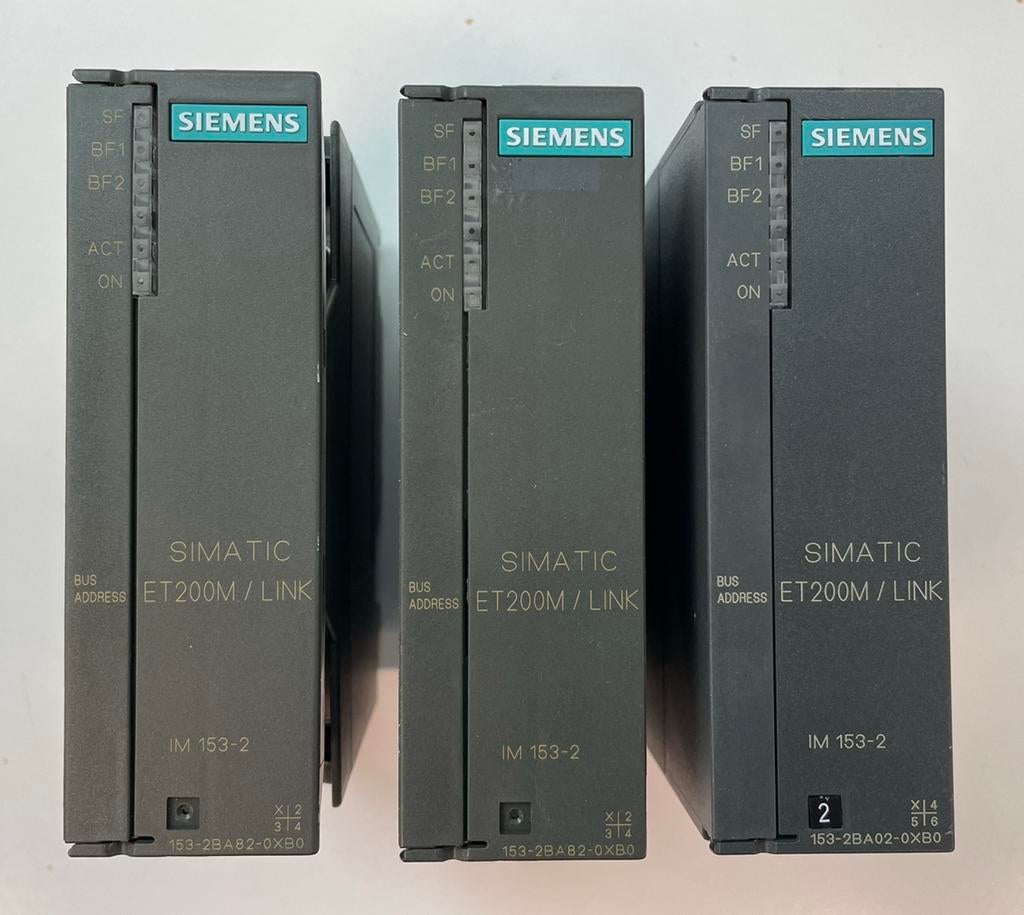 SIEMENS
SF
BF1
BF2
ACT
ON
SIMATIC
ET200M / LINK
BUS
ADDRESS
IM 153-2
X 2
3 4
153-2BA82-0XB0
SIEMENS
SF
BF1
BF2
ACT
ON
SIMATIC
ET200M / LINK
BUS
ADDRESS
IM 153-2
X 2
3 4
153-2BA82-0XB0
SIEMENS
SF
BF1
BF2
ACT
ON
SIMATIC
ET200M / LINK
BUS
ADDRESS
IM 153-2
2
X 4
5 6
153-2BA02-0XB0